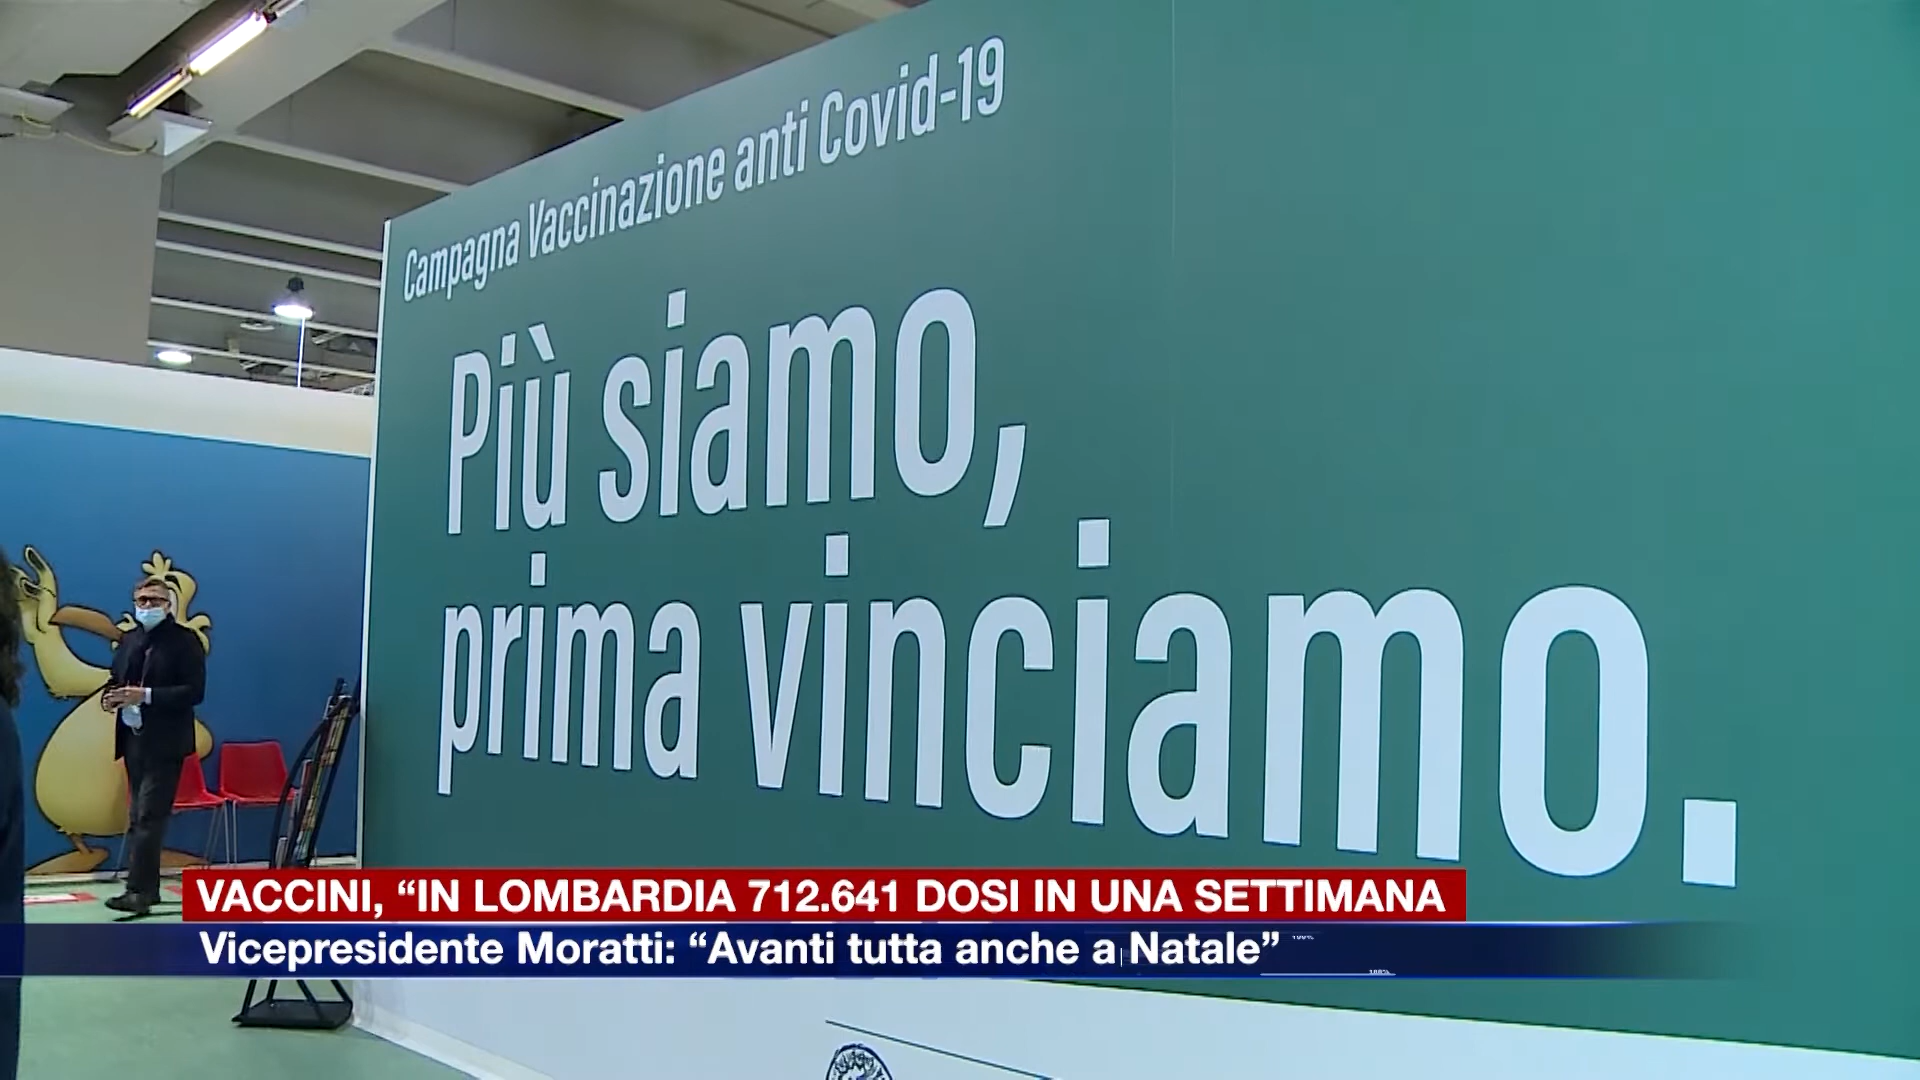 Campagna Vaccinazione anti Covid-19
Più siamo,
prima vinciamo.
VACCINI, “IN LOMBARDIA 712.641 DOSI IN UNA SETTIMANA
Vicepresidente Moratti: “Avanti tutta anche a Natale”